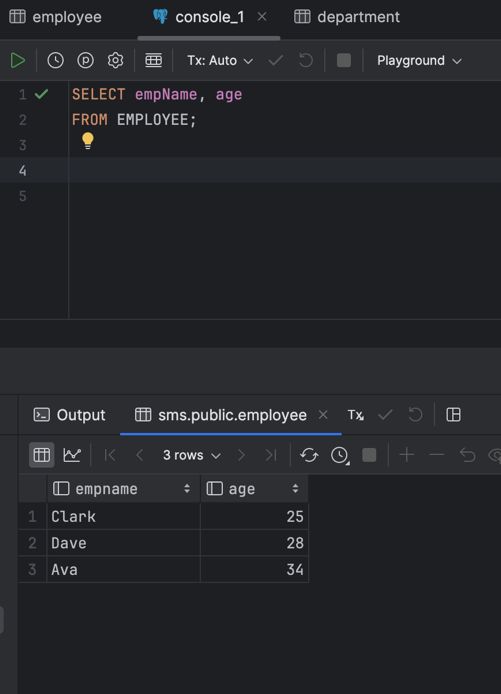 employee
console_1
department
Tx: Auto
Playground
1 SELECT empName, age
2 FROM EMPLOYEE;
4
5
Output
sms.public.employee
Tx
3 rows
empname age
1 Clark 25
2 Dave 28
3 Ava 34